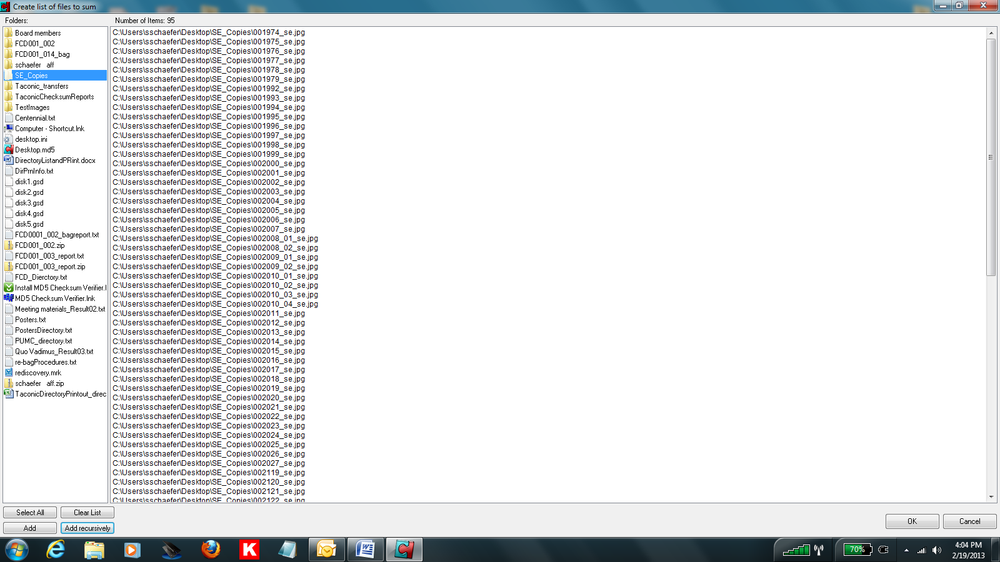 Create list of files to sum
Folders:
Number of Items: 95
Board members
FCD001_002
FCD001_014_bag
schaefer aff
SE_Copies
Taconic_transfers
TaconicChecksumReports
TestImages
Centennial.txt
Computer - Shortcut.lnk
desktop.ini
Desktop.md5
DirectoryListandPRint.docx
DirPrnInfo.txt
disk1.gsd
disk2.gsd
disk3.gsd
disk4.gsd
disk5.gsd
FCD0001_002_bagreport.txt
FCD001_002.zip
FCD001_003_report.txt
FCD001_003_report.zip
FCD_Dierctory.txt
Install MD5 Checksum Verifier.l
MD5 Checksum Verifier.lnk
Meeting materials_Result02.txt
Posters.txt
PostersDirectory.txt
PUMC_directory.txt
Quo Vadimus_Result03.txt
re-bagProcedures.txt
rediscovery.mrk
schaefer aff.zip
TaconicDirectoryPrintout_direc
C:\Users\sschaefer\Desktop\SE_Copies\001974_se.jpg
C:\Users\sschaefer\Desktop\SE_Copies\001975_se.jpg
C:\Users\sschaefer\Desktop\SE_Copies\001976_se.jpg
C:\Users\sschaefer\Desktop\SE_Copies\001977_se.jpg
C:\Users\sschaefer\Desktop\SE_Copies\001978_se.jpg
C:\Users\sschaefer\Desktop\SE_Copies\001979_se.jpg
C:\Users\sschaefer\Desktop\SE_Copies\001992_se.jpg
C:\Users\sschaefer\Desktop\SE_Copies\001993_se.jpg
C:\Users\sschaefer\Desktop\SE_Copies\001994_se.jpg
C:\Users\sschaefer\Desktop\SE_Copies\001995_se.jpg
C:\Users\sschaefer\Desktop\SE_Copies\001996_se.jpg
C:\Users\sschaefer\Desktop\SE_Copies\001997_se.jpg
C:\Users\sschaefer\Desktop\SE_Copies\001998_se.jpg
C:\Users\sschaefer\Desktop\SE_Copies\001999_se.jpg
C:\Users\sschaefer\Desktop\SE_Copies\002000_se.jpg
C:\Users\sschaefer\Desktop\SE_Copies\002001_se.jpg
C:\Users\sschaefer\Desktop\SE_Copies\002002_se.jpg
C:\Users\sschaefer\Desktop\SE_Copies\002003_se.jpg
C:\Users\sschaefer\Desktop\SE_Copies\002004_se.jpg
C:\Users\sschaefer\Desktop\SE_Copies\002005_se.jpg
C:\Users\sschaefer\Desktop\SE_Copies\002006_se.jpg
C:\Users\sschaefer\Desktop\SE_Copies\002007_se.jpg
C:\Users\sschaefer\Desktop\SE_Copies\002008_01_se.jpg
C:\Users\sschaefer\Desktop\SE_Copies\002008_02_se.jpg
C:\Users\sschaefer\Desktop\SE_Copies\002009_01_se.jpg
C:\Users\sschaefer\Desktop\SE_Copies\002009_02_se.jpg
C:\Users\sschaefer\Desktop\SE_Copies\002010_01_se.jpg
C:\Users\sschaefer\Desktop\SE_Copies\002010_02_se.jpg
C:\Users\sschaefer\Desktop\SE_Copies\002010_03_se.jpg
C:\Users\sschaefer\Desktop\SE_Copies\002010_04_se.jpg
C:\Users\sschaefer\Desktop\SE_Copies\002011_se.jpg
C:\Users\sschaefer\Desktop\SE_Copies\002012_se.jpg
C:\Users\sschaefer\Desktop\SE_Copies\002013_se.jpg
C:\Users\sschaefer\Desktop\SE_Copies\002014_se.jpg
C:\Users\sschaefer\Desktop\SE_Copies\002015_se.jpg
C:\Users\sschaefer\Desktop\SE_Copies\002016_se.jpg
C:\Users\sschaefer\Desktop\SE_Copies\002017_se.jpg
C:\Users\sschaefer\Desktop\SE_Copies\002018_se.jpg
C:\Users\sschaefer\Desktop\SE_Copies\002019_se.jpg
C:\Users\sschaefer\Desktop\SE_Copies\002020_se.jpg
C:\Users\sschaefer\Desktop\SE_Copies\002021_se.jpg
C:\Users\sschaefer\Desktop\SE_Copies\002022_se.jpg
C:\Users\sschaefer\Desktop\SE_Copies\002023_se.jpg
C:\Users\sschaefer\Desktop\SE_Copies\002024_se.jpg
C:\Users\sschaefer\Desktop\SE_Copies\002025_se.jpg
C:\Users\sschaefer\Desktop\SE_Copies\002026_se.jpg
C:\Users\sschaefer\Desktop\SE_Copies\002027_se.jpg
C:\Users\sschaefer\Desktop\SE_Copies\002119_se.jpg
C:\Users\sschaefer\Desktop\SE_Copies\002120_se.jpg
C:\Users\sschaefer\Desktop\SE_Copies\002121_se.jpg
C:\Users\sschaefer\Desktop\SE_Copies\002122_se.jpg
Select All
Clear List
Add
Add recursively
OK
Cancel
K
70%
4:04 PM
2/19/2013